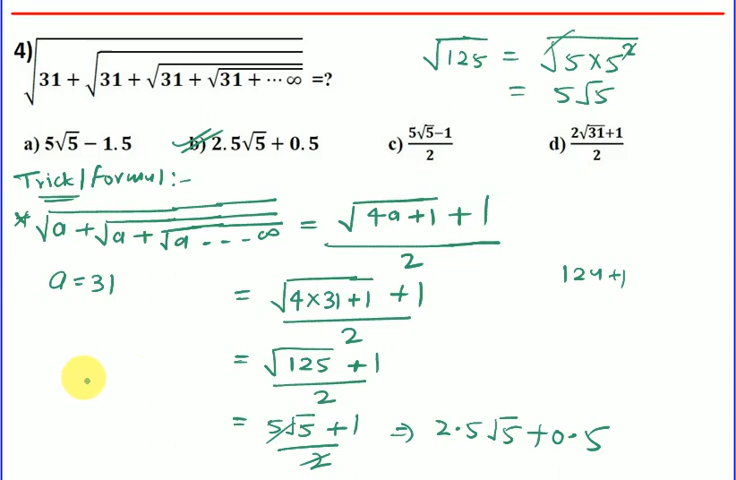 4) √31 + √31 + √31 + √31 + ⋯ ∞ =?
√125 = √5 × 5²
= 5√5
a) 5√5 − 1.5 b) 2.5√5 + 0.5 c) (5√5−1)/2 d) (2√31+1)/2
Trick/formul:-
* √a + √a + √a - - - ∞ = (√4a+1 + 1)/2
a = 31 = (√4×31+1 + 1)/2 124+1
= (√125 + 1)/2
= (5√5 + 1)/2 ⇒ 2.5√5 + 0.5